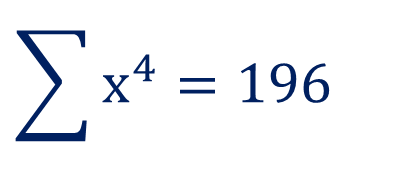 ∑ x⁴ = 196